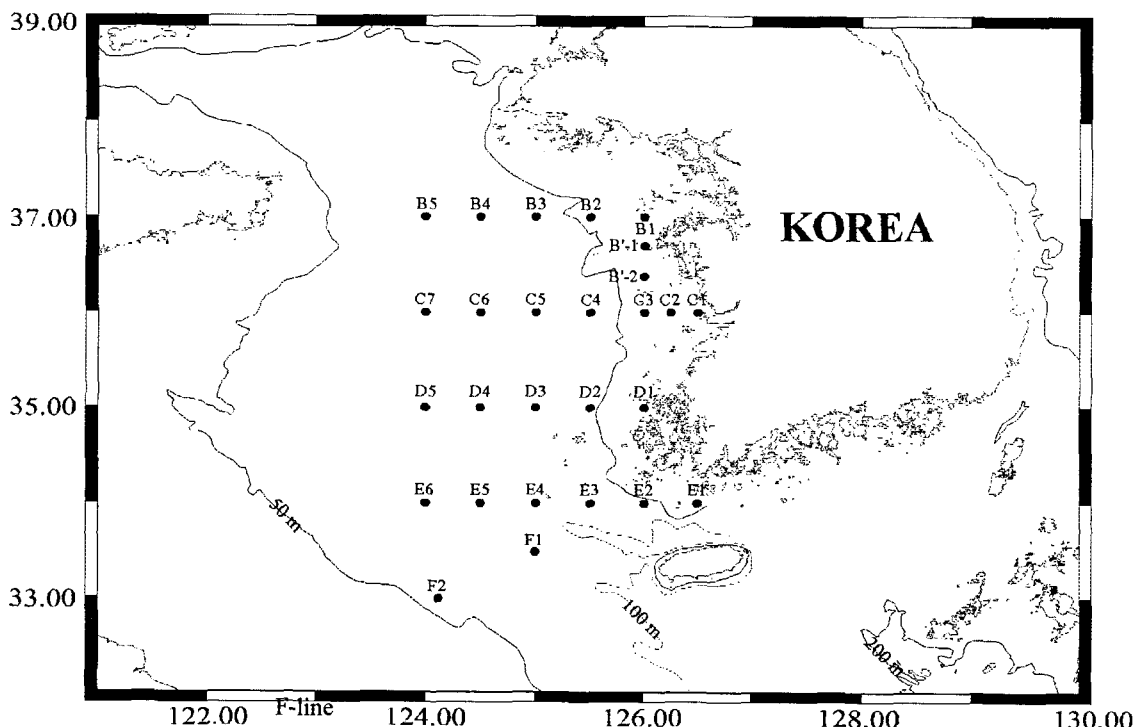 39.00
37.00
35.00
33.00
B5 B4 B3 B2
B1
B'-1
B'-2
KOREA
C7 C6 C5 C4 C3 C2 C1
D5 D4 D3 D2 D1
E6 E5 E4 E3 E2 E1
50 m
F1
F2
100 m
200 m
122.00 F-line 124.00 126.00 128.00 130.00